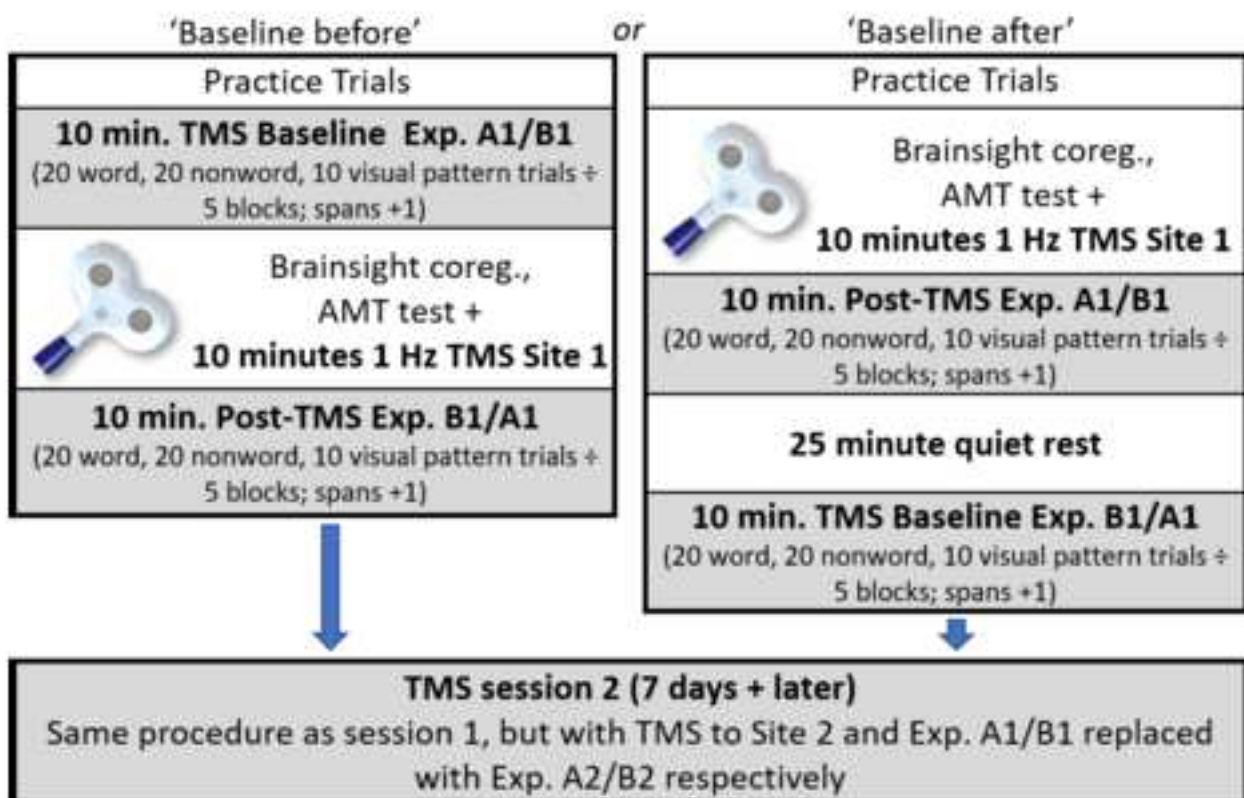 'Baseline before'
or
'Baseline after'
Practice Trials
10 min. TMS Baseline Exp. A1/B1
(20 word, 20 nonword, 10 visual pattern trials ÷
5 blocks; spans +1)
Brainsight coreg.,
AMT test +
10 minutes 1 Hz TMS Site 1
10 min. Post-TMS Exp. B1/A1
(20 word, 20 nonword, 10 visual pattern trials ÷
5 blocks; spans +1)
Practice Trials
Brainsight coreg.,
AMT test +
10 minutes 1 Hz TMS Site 1
10 min. Post-TMS Exp. A1/B1
(20 word, 20 nonword, 10 visual pattern trials ÷
5 blocks; spans +1)
25 minute quiet rest
10 min. TMS Baseline Exp. B1/A1
(20 word, 20 nonword, 10 visual pattern trials ÷
5 blocks; spans +1)
TMS session 2 (7 days + later)
Same procedure as session 1, but with TMS to Site 2 and Exp. A1/B1 replaced
with Exp. A2/B2 respectively